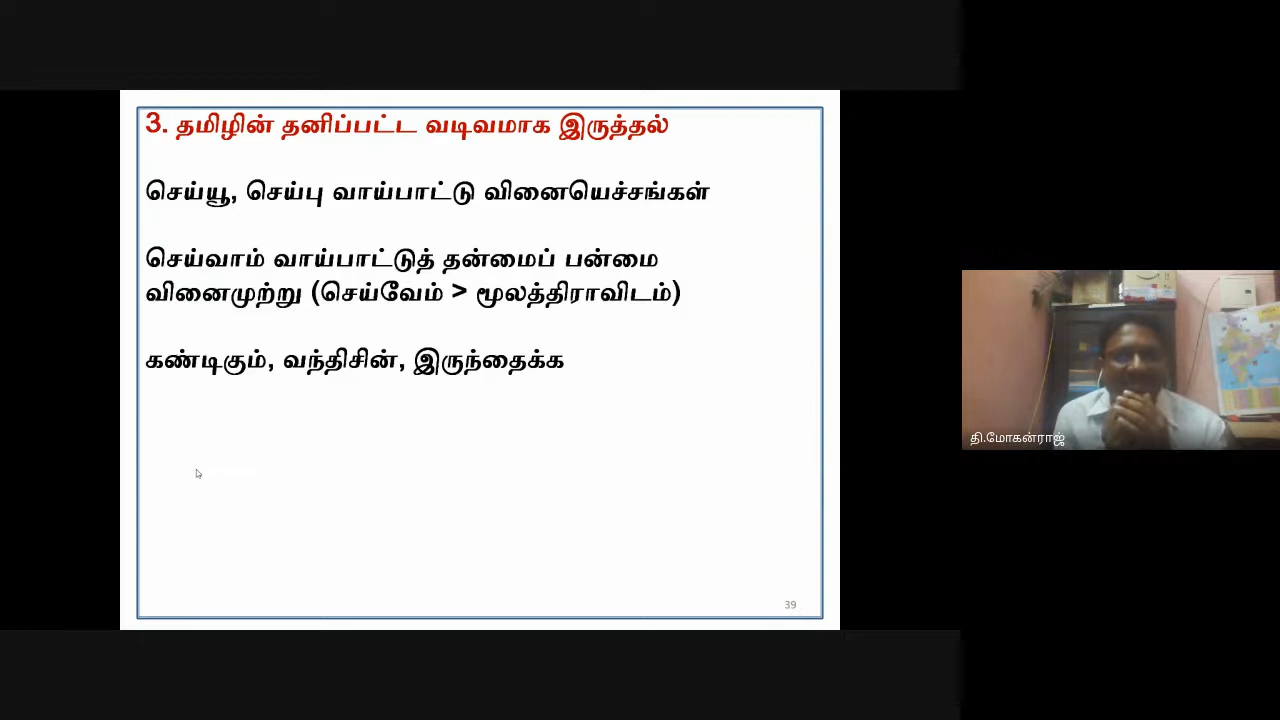 3. தமிழின் தனிப்பட்ட வடிவமாக இருத்தல்
செய்யூ, செய்பு வாய்பாட்டு வினையெச்சங்கள்
செய்வாம் வாய்பாட்டுத் தன்மைப் பன்மை
வினைமுற்று (செய்வேம் > மூலத்திராவிடம்)
கண்டிகும், வந்திசின், இருந்தைக்க
39
தி.மோகன்ராஜ்